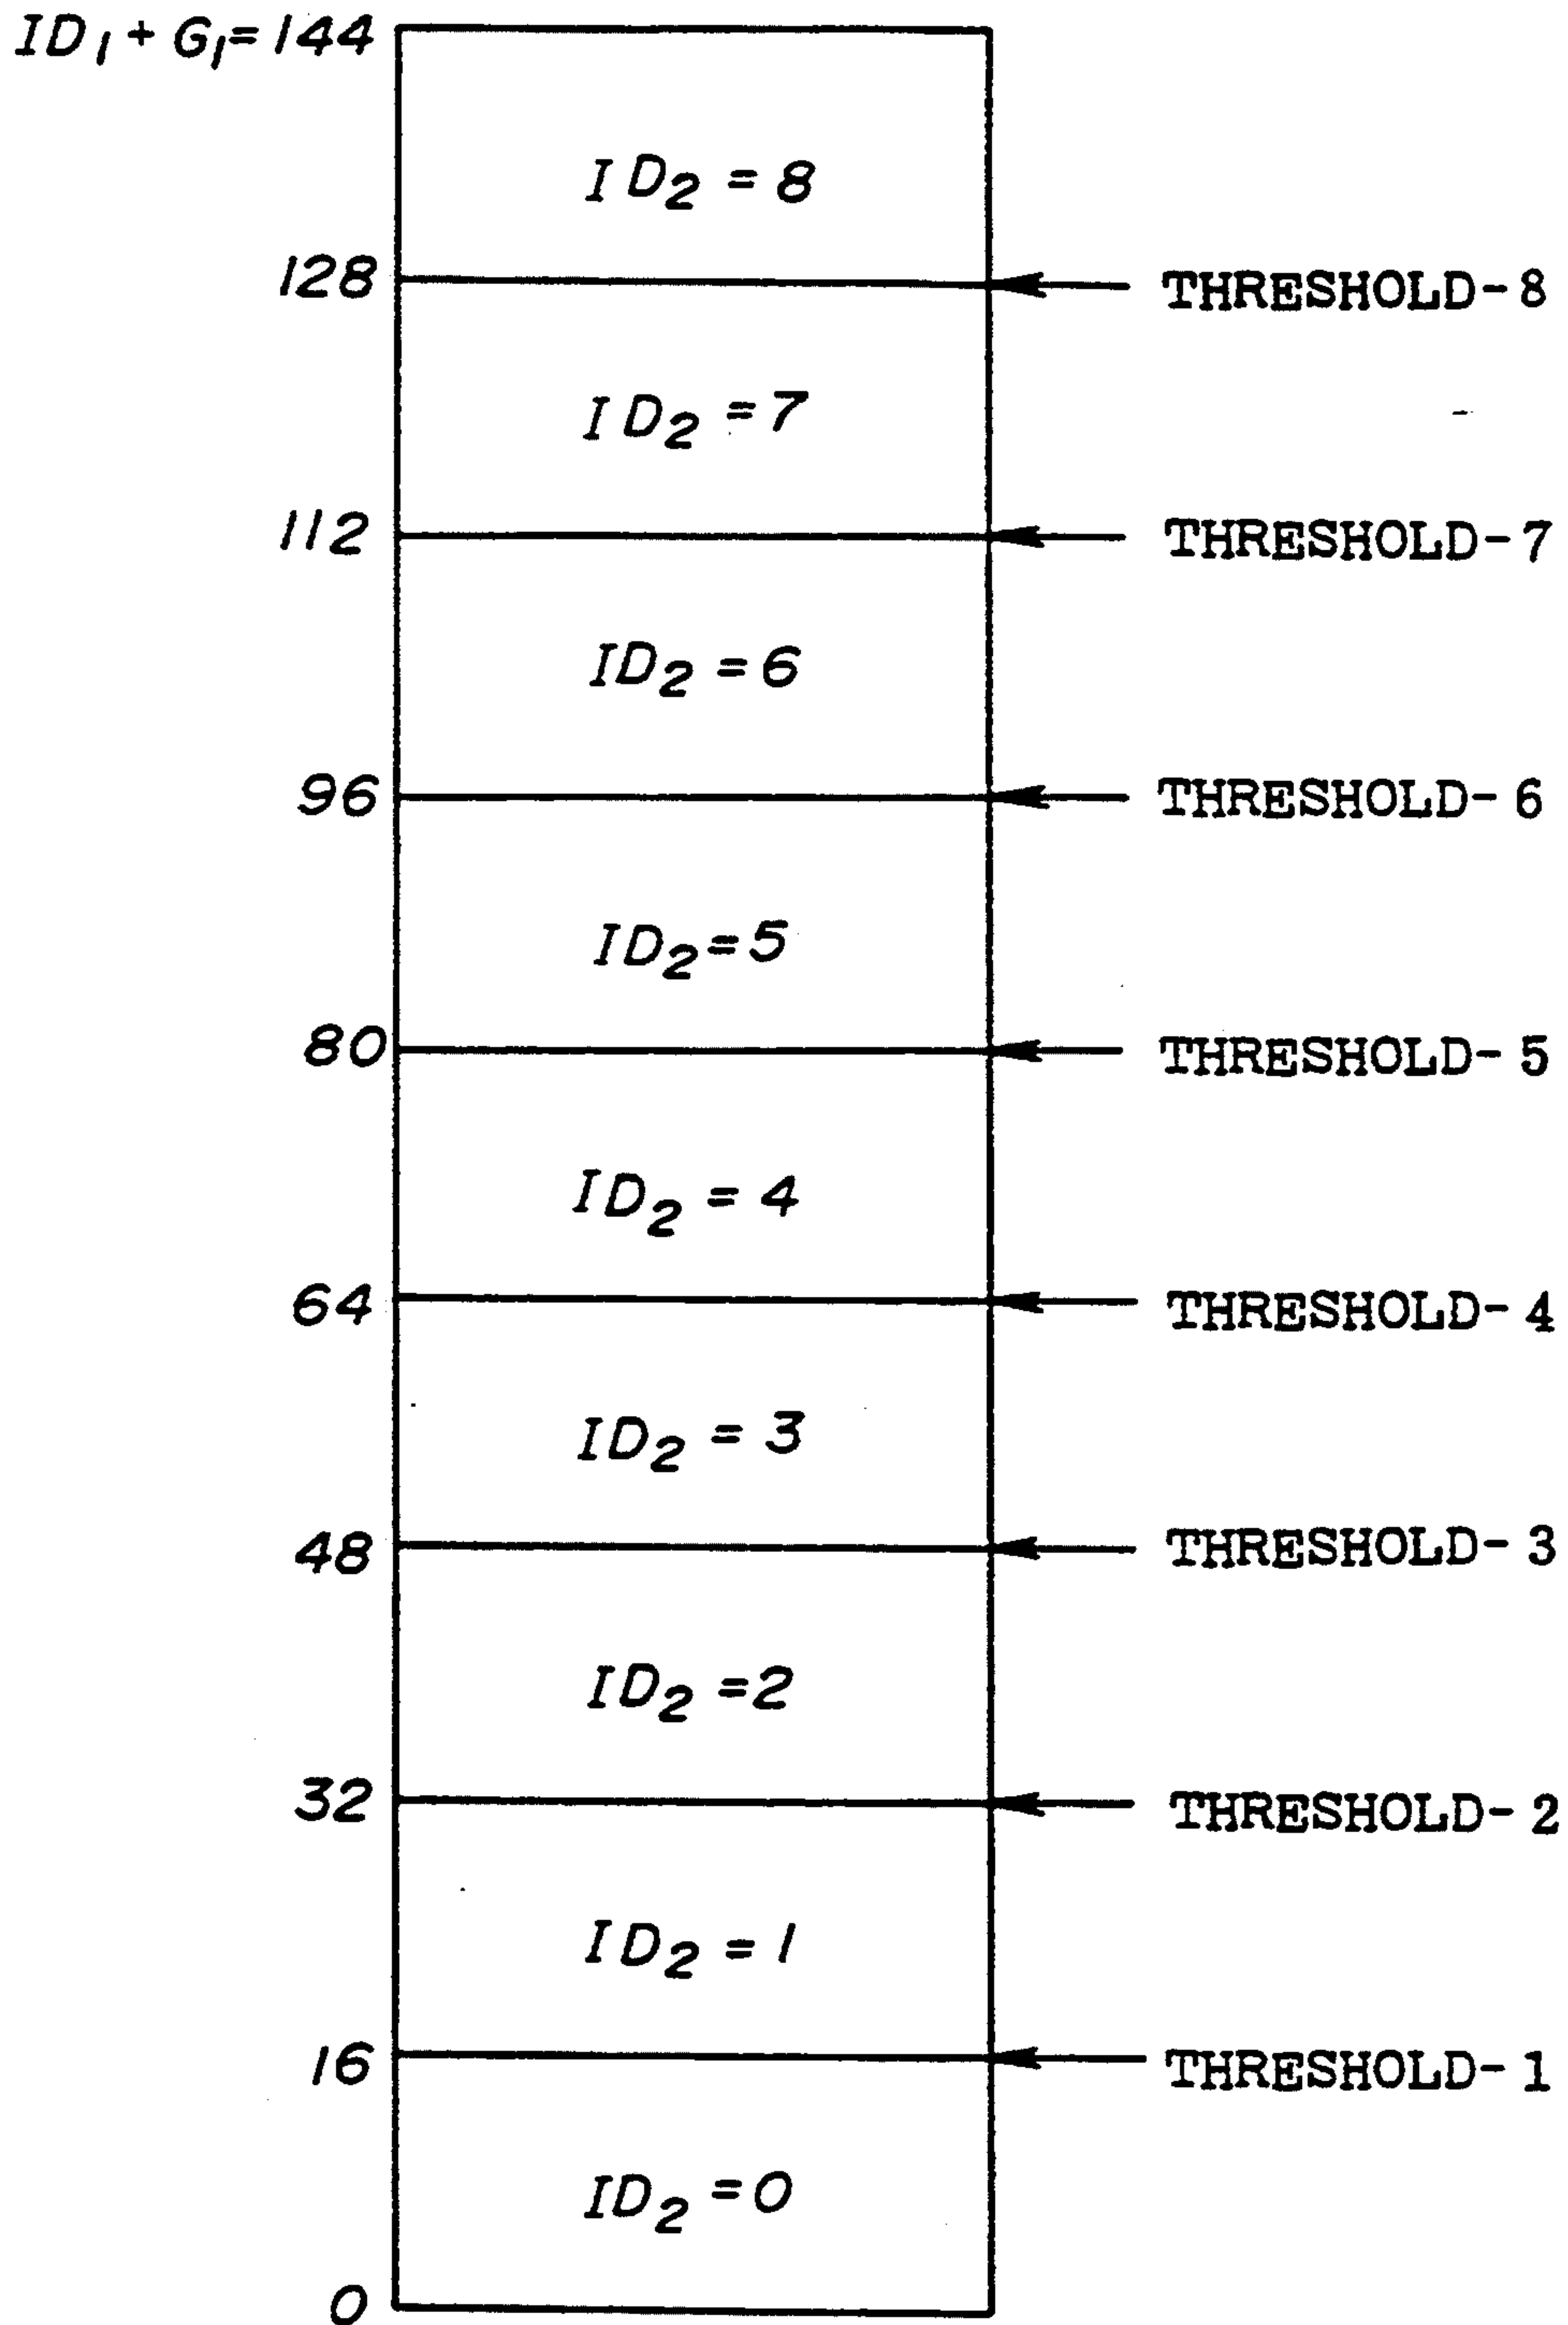 ID₁ + G₁ = 144
ID₂ = 8
128 THRESHOLD-8
ID₂ = 7
112 THRESHOLD-7
ID₂ = 6
96 THRESHOLD-6
ID₂ = 5
80 THRESHOLD-5
ID₂ = 4
64 THRESHOLD-4
ID₂ = 3
48 THRESHOLD-3
ID₂ = 2
32 THRESHOLD-2
ID₂ = 1
16 THRESHOLD-1
ID₂ = 0
0